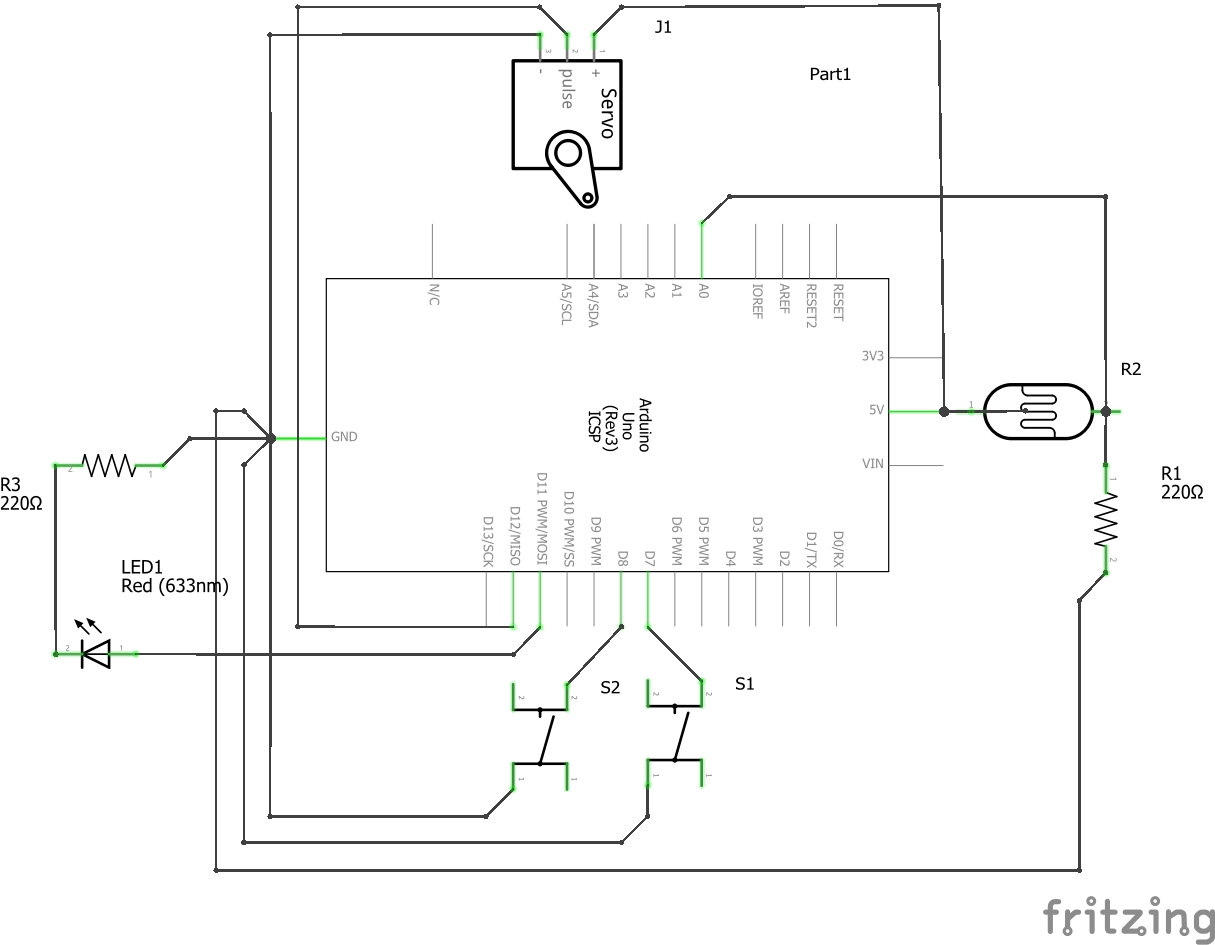 J1
3
2
1
-
pulse
+
Servo
Part1
N/C
A5/SCL
A4/SDA
A3
A2
A1
A0
IOREF
AREF
RESET2
RESET
3V3
R2
5V
1
Arduino
Uno
(Rev3)
ICSP
GND
VIN
2
1
R3
220Ω
R1
220Ω
1
2
D13/SCK
D12/MISO
D11 PWM/MOSI
D10 PWM/SS
D9 PWM
D8
D7
D6 PWM
D5 PWM
D4
D3 PWM
D2
D1/TX
D0/RX
LED1
Red (633nm)
2
1
S2
S1
2
2
2
1
1
1
1
fritzing